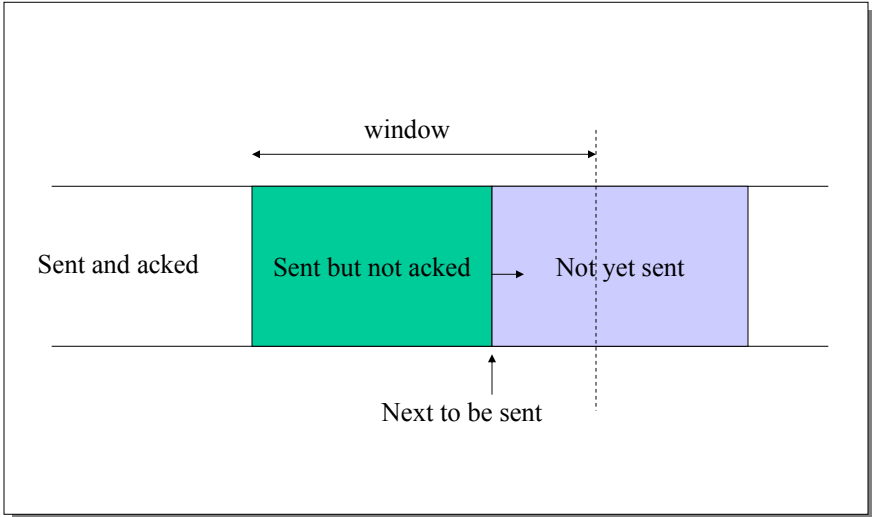 window
Sent and acked
Sent but not acked
Not yet sent
Next to be sent